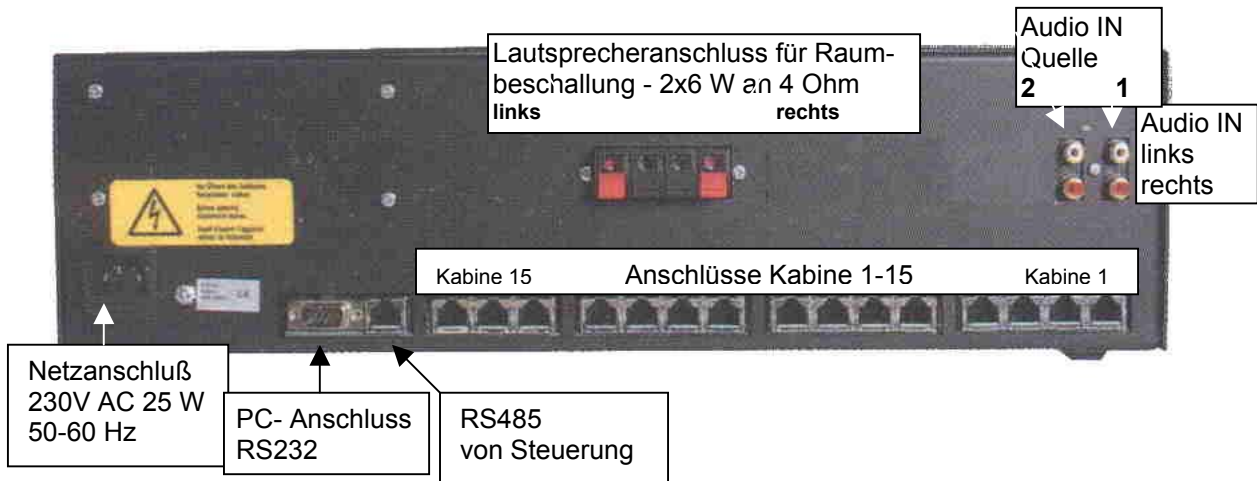 Lautsprecheranschluss für Raum-
beschallung - 2x6 W an 4 Ohm
links rechts
Audio IN
Quelle
2 1
Audio IN
links
rechts
Kabine 15 Anschlüsse Kabine 1-15 Kabine 1
Netzanschluß
230V AC 25 W
50-60 Hz
PC- Anschluss
RS232
RS485
von Steuerung